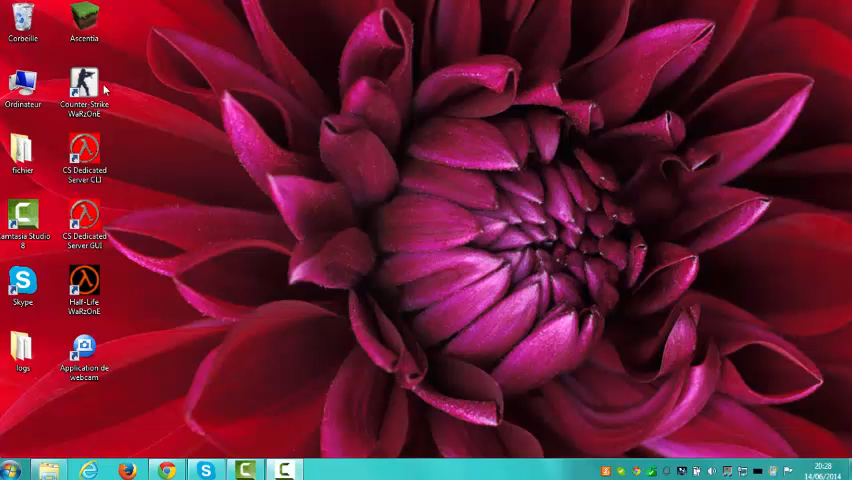 Corbeille
Ascentia
Ordinateur
Counter-Strike
WaRzOnE
fichier
CS Dedicated
Server CLI
Camtasia Studio
8
CS Dedicated
Server GUI
Skype
Half-Life
WaRzOnE
logs
Application de
webcam
20:28
14/06/2014